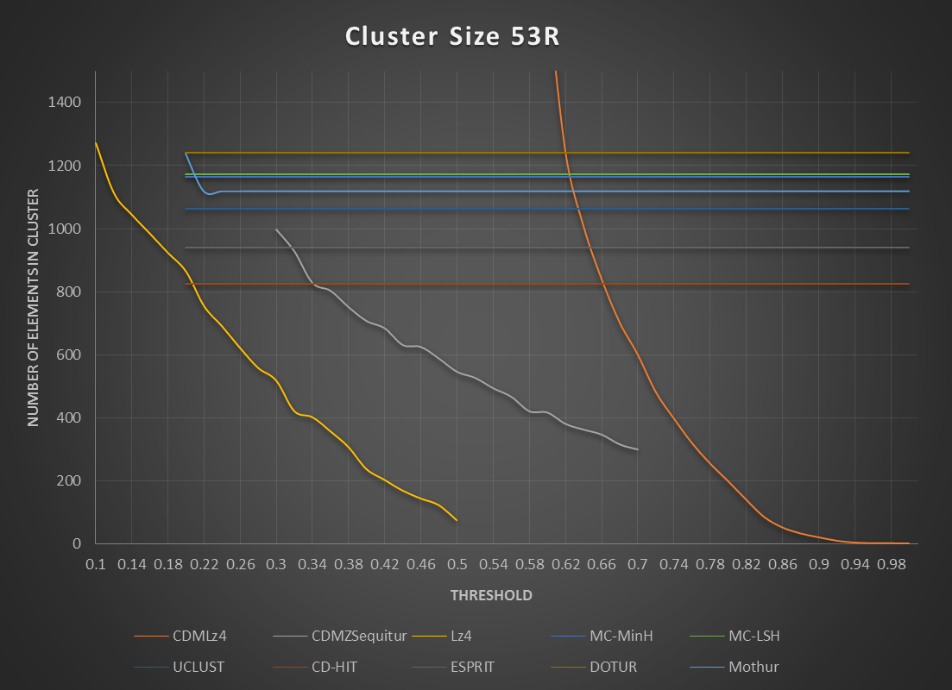 Cluster Size 53R
NUMBER OF ELEMENTS IN CLUSTER
1400
1200
1000
800
600
400
200
0
0.1 0.14 0.18 0.22 0.26 0.3 0.34 0.38 0.42 0.46 0.5 0.54 0.58 0.62 0.66 0.7 0.74 0.78 0.82 0.86 0.9 0.94 0.98
THRESHOLD
CDMLz4 CDMZSequitur Lz4 MC-MinH MC-LSH
UCLUST CD-HIT ESPRIT DOTUR Mothur